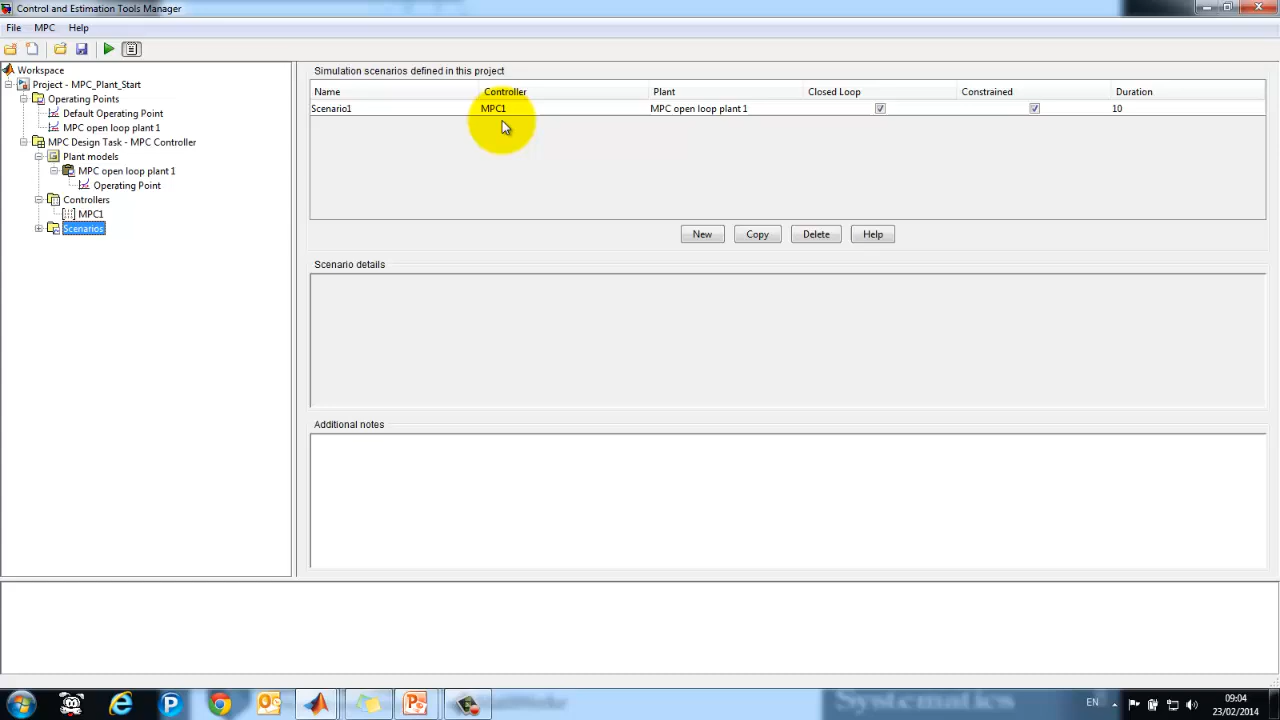 Control and Estimation Tools Manager
File MPC Help
Workspace
Project - MPC_Plant_Start
Operating Points
Default Operating Point
MPC open loop plant 1
MPC Design Task - MPC Controller
Plant models
MPC open loop plant 1
Operating Point
Controllers
MPC1
Scenarios
Simulation scenarios defined in this project
Name Controller Plant Closed Loop Constrained Duration
Scenario1 MPC1 MPC open loop plant 1 10
New Copy Delete Help
Scenario details
Additional notes
Systematics
EN
09:04
23/02/2014